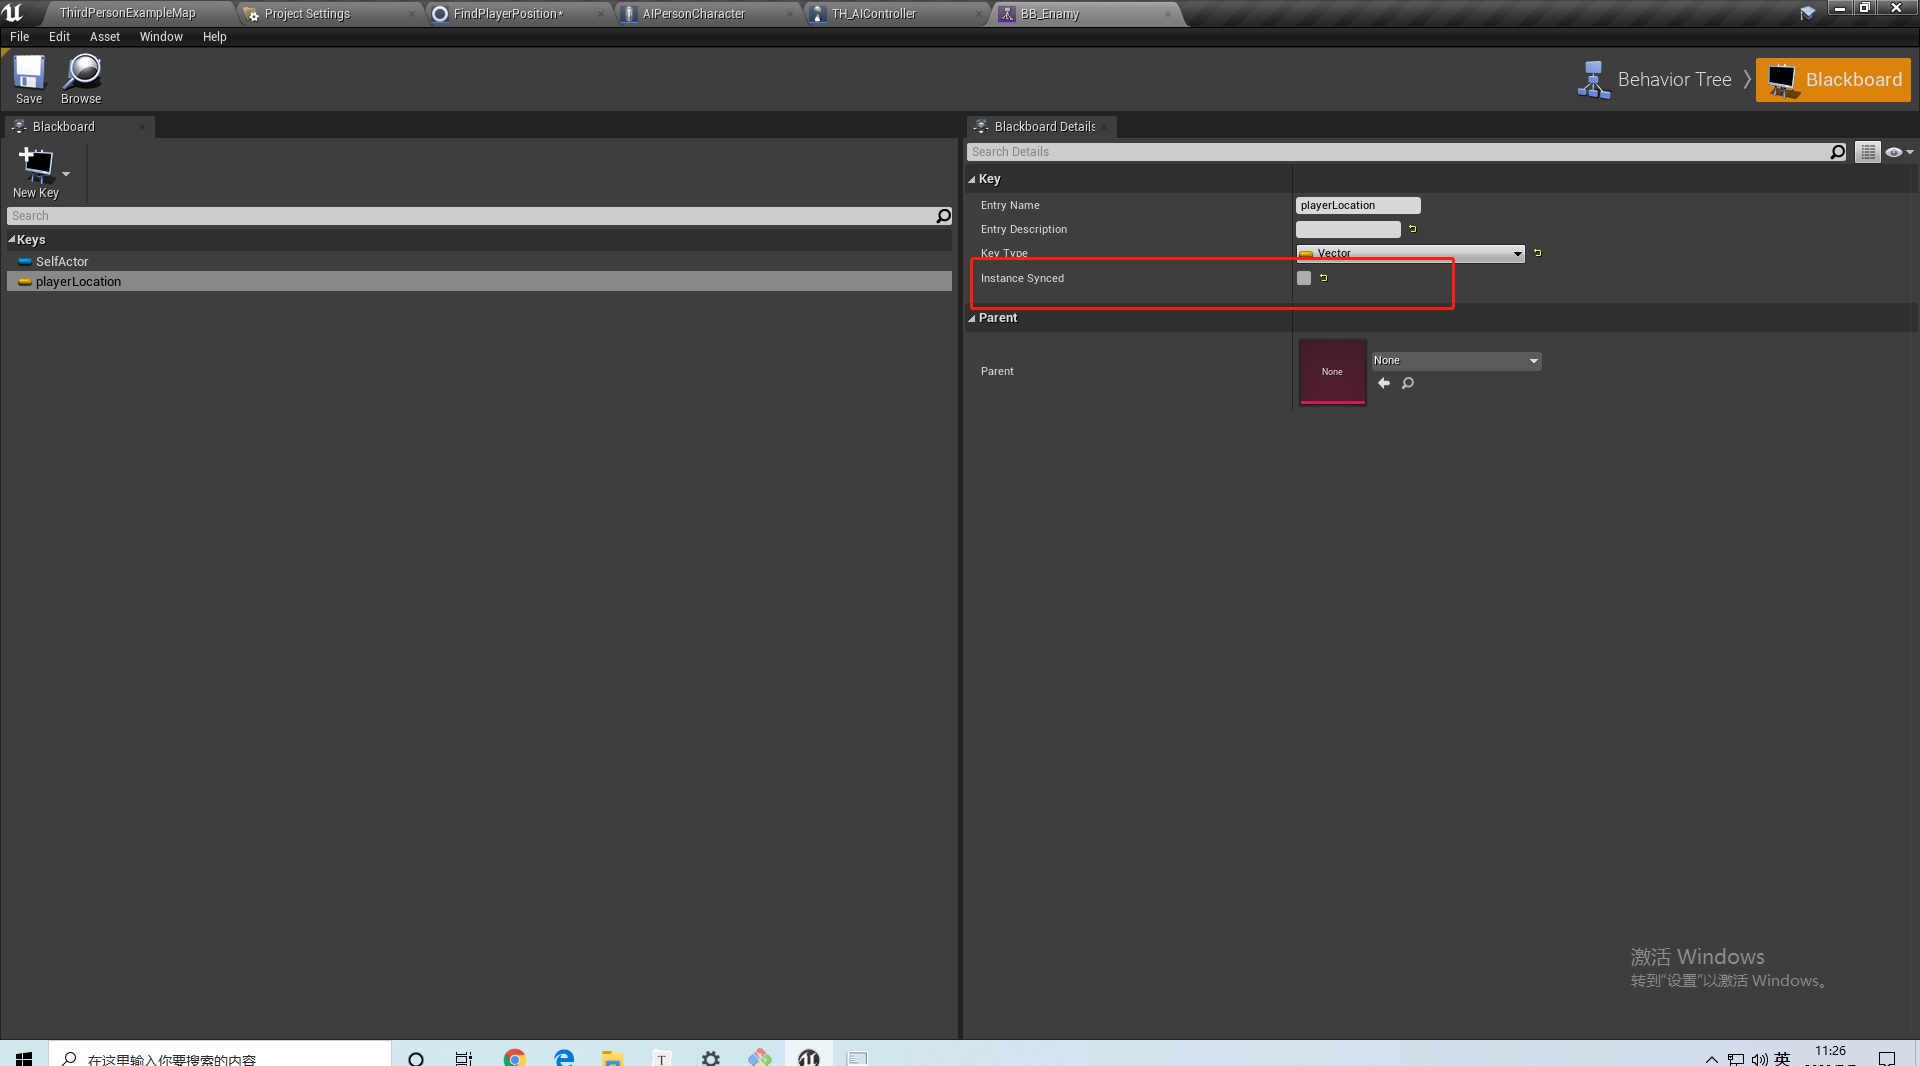 ThirdPersonExampleMap
Project Settings
FindPlayerPosition*
AIPersonCharacter
TH_AIController
BB_Enamy
File Edit Asset Window Help
Save
Browse
Behavior Tree
Blackboard
Blackboard
New Key
Search
Keys
SelfActor
playerLocation
Blackboard Details
Search Details
Key
Entry Name
playerLocation
Entry Description
Key Type
Vector
Instance Synced
Parent
Parent
None
None
激活 Windows
转到"设置"以激活 Windows。
在这里输入你要搜索的内容
T
英
11:26